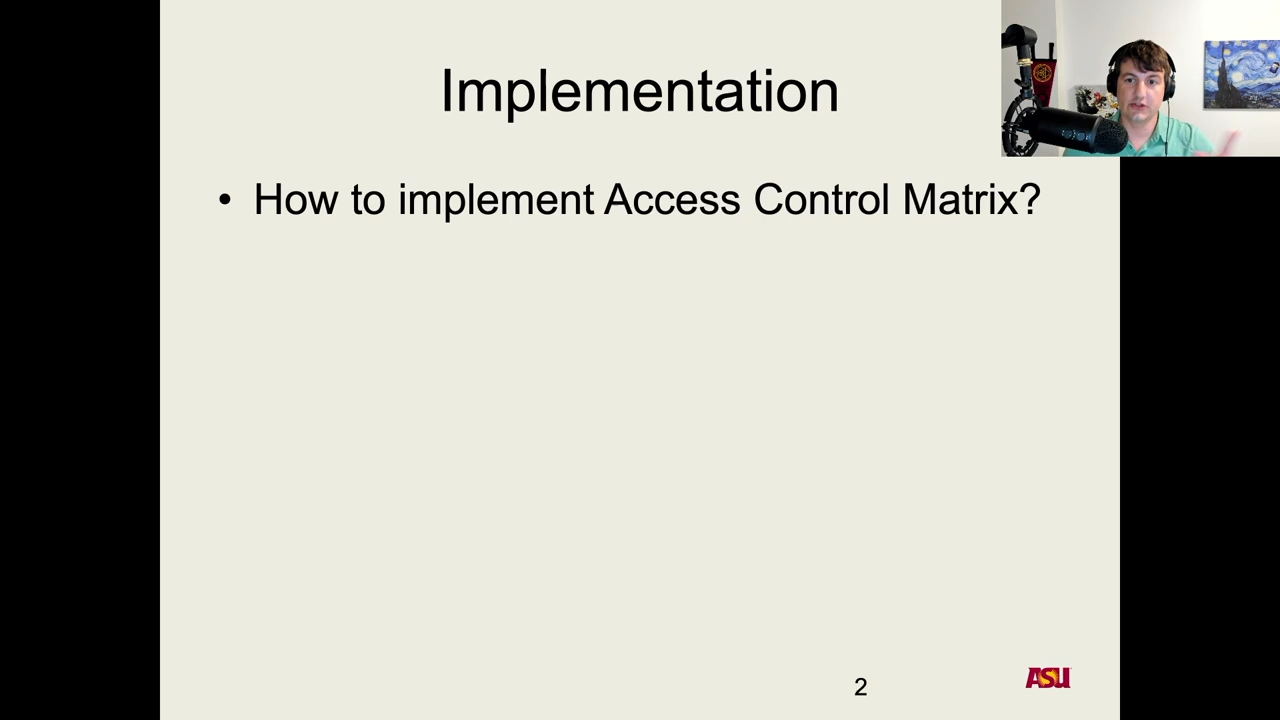 Implementation
• How to implement Access Control Matrix?
2
ASU